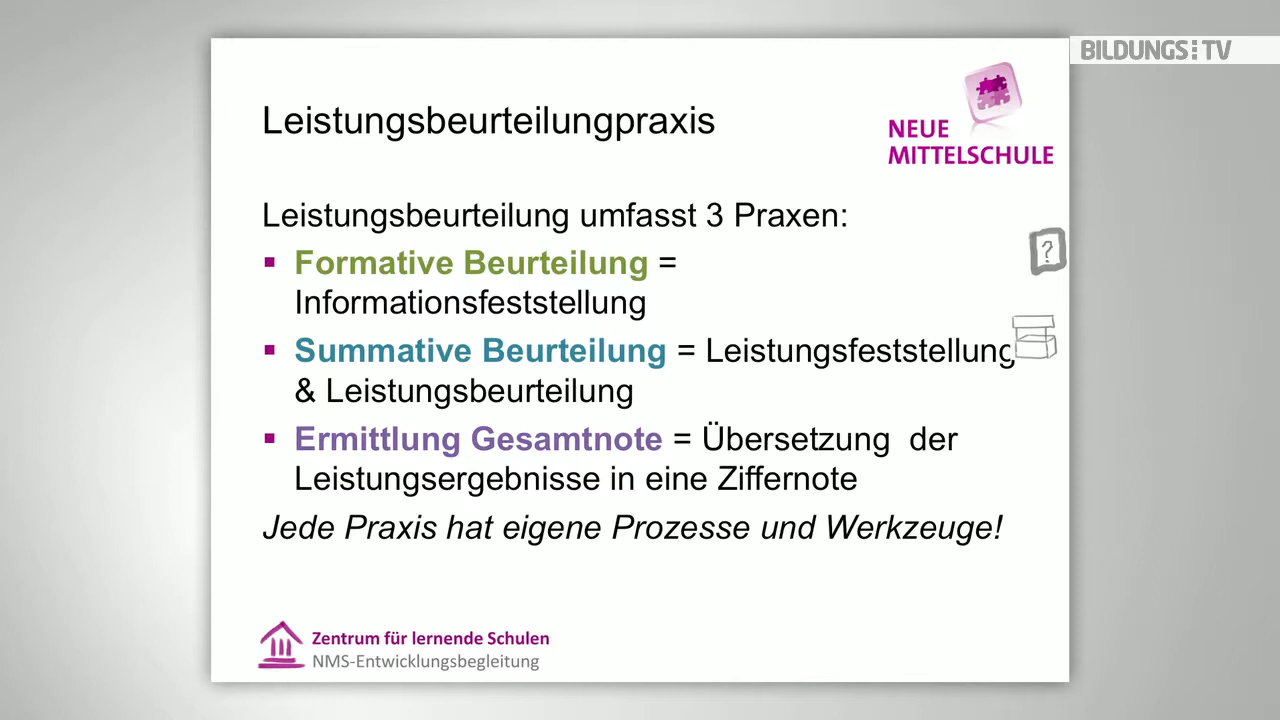 BILDUNGS:TV
Leistungsbeurteilungpraxis
NEUE
MITTELSCHULE
Leistungsbeurteilung umfasst 3 Praxen:
▪ Formative Beurteilung =
Informationsfeststellung
?
▪ Summative Beurteilung = Leistungsfeststellung
& Leistungsbeurteilung
▪ Ermittlung Gesamtnote = Übersetzung der
Leistungsergebnisse in eine Ziffernote
Jede Praxis hat eigene Prozesse und Werkzeuge!
Zentrum für lernende Schulen
NMS-Entwicklungsbegleitung